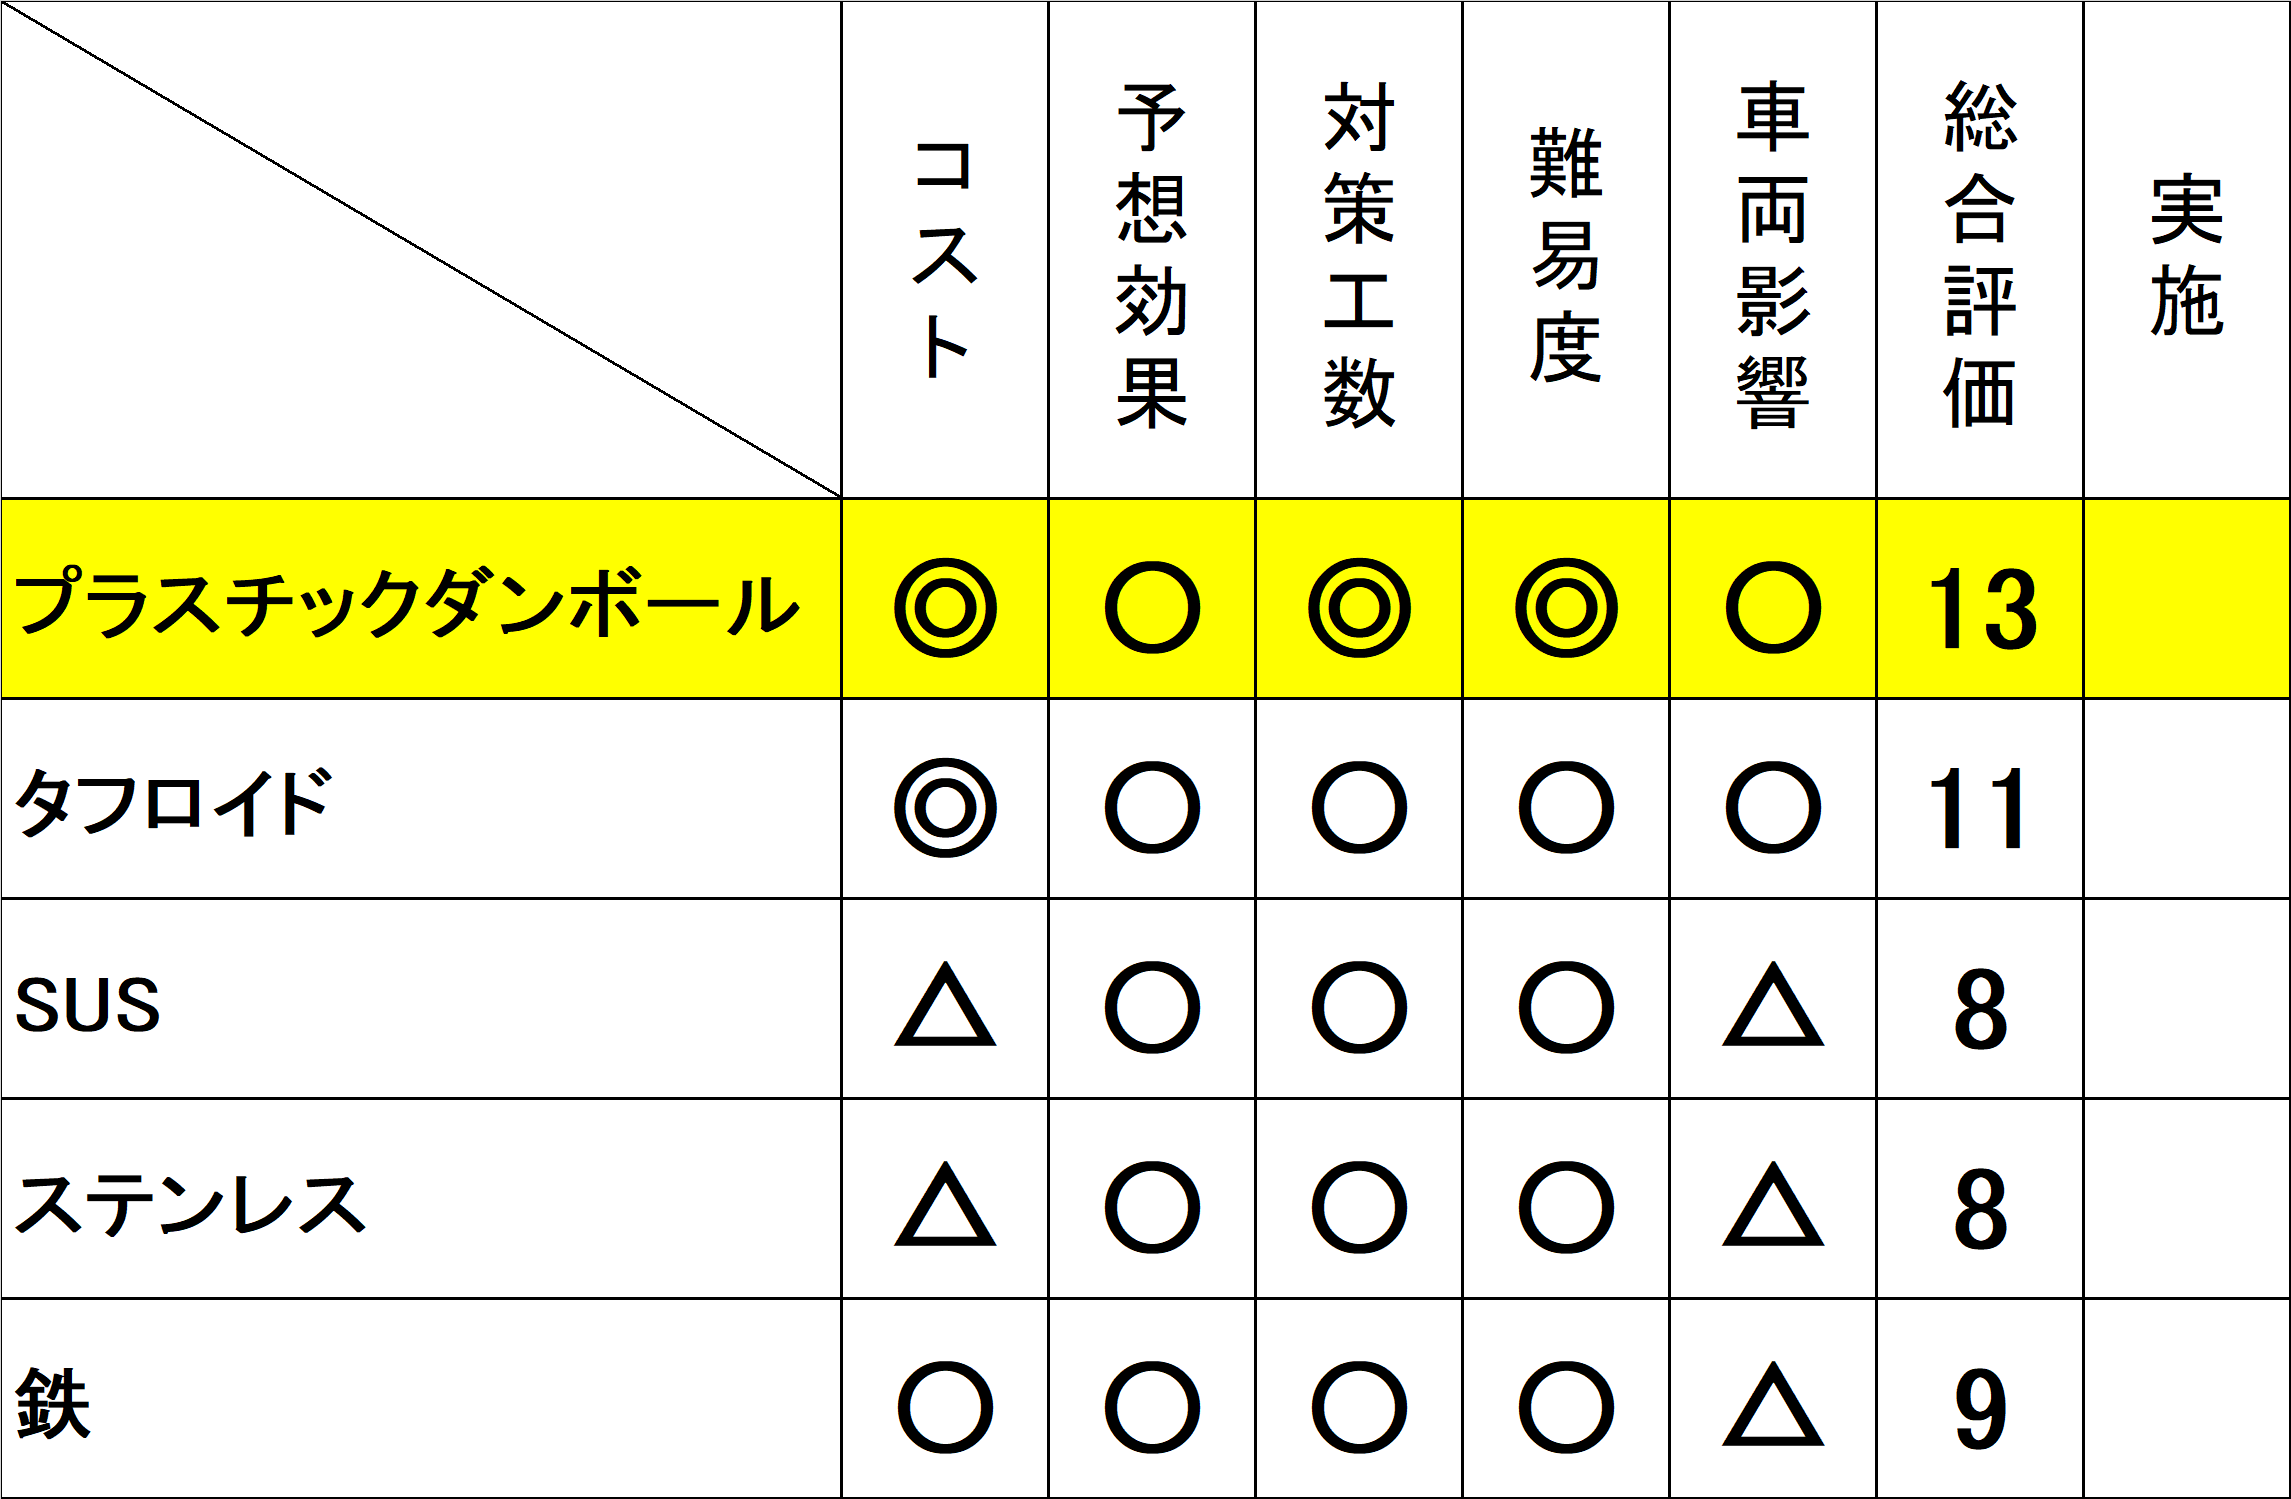 コスト 予想効果 対策工数 難易度 車両影響 総合評価 実施
プラスチックダンボール ◎ ○ ◎ ◎ ○ 13
タフロイド ◎ ○ ○ ○ ○ 11
SUS △ ○ ○ ○ △ 8
ステンレス △ ○ ○ ○ △ 8
鉄 ○ ○ ○ ○ △ 9